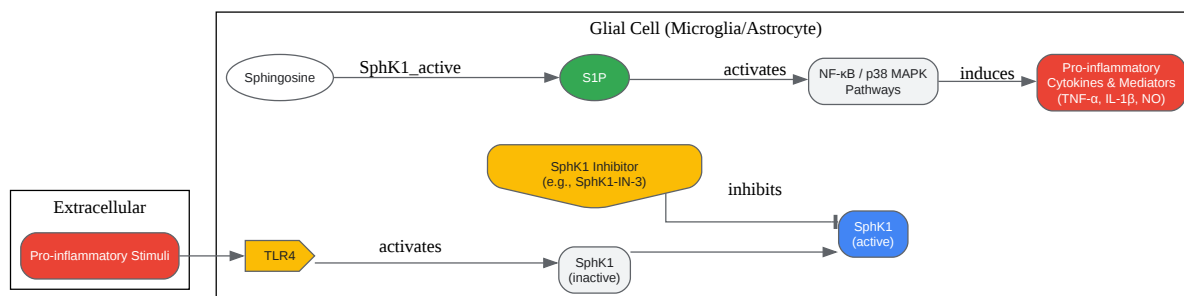 Glial Cell (Microglia/Astrocyte)
Sphingosine
SphK1_active
S1P
activates
NF-κB / p38 MAPK
Pathways
induces
Pro-inflammatory
Cytokines & Mediators
(TNF-α, IL-1β, NO)
SphK1 Inhibitor
(e.g., SphK1-IN-3)
inhibits
Extracellular
Pro-inflammatory Stimuli
TLR4
activates
SphK1
(inactive)
SphK1
(active)